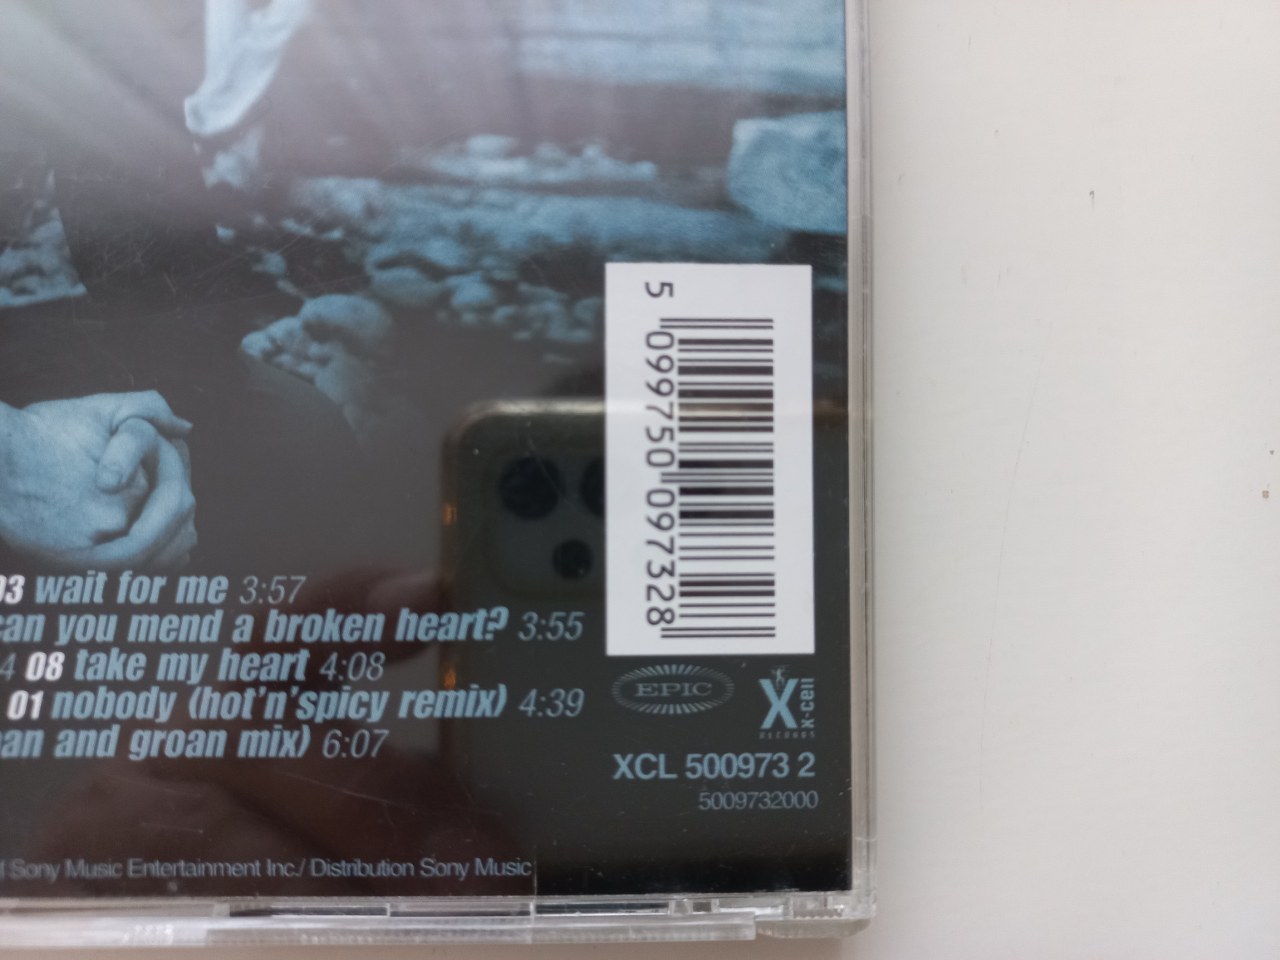 5 099750 097328
03 wait for me 3:57
can you mend a broken heart? 3:55
4 08 take my heart 4:08
01 nobody (hot'n'spicy remix) 4:39
and groan mix) 6:07
EPIC
X x-cell
RECORDS
XCL 500973 2
5009732000
Sony Music Entertainment Inc./ Distribution Sony Music